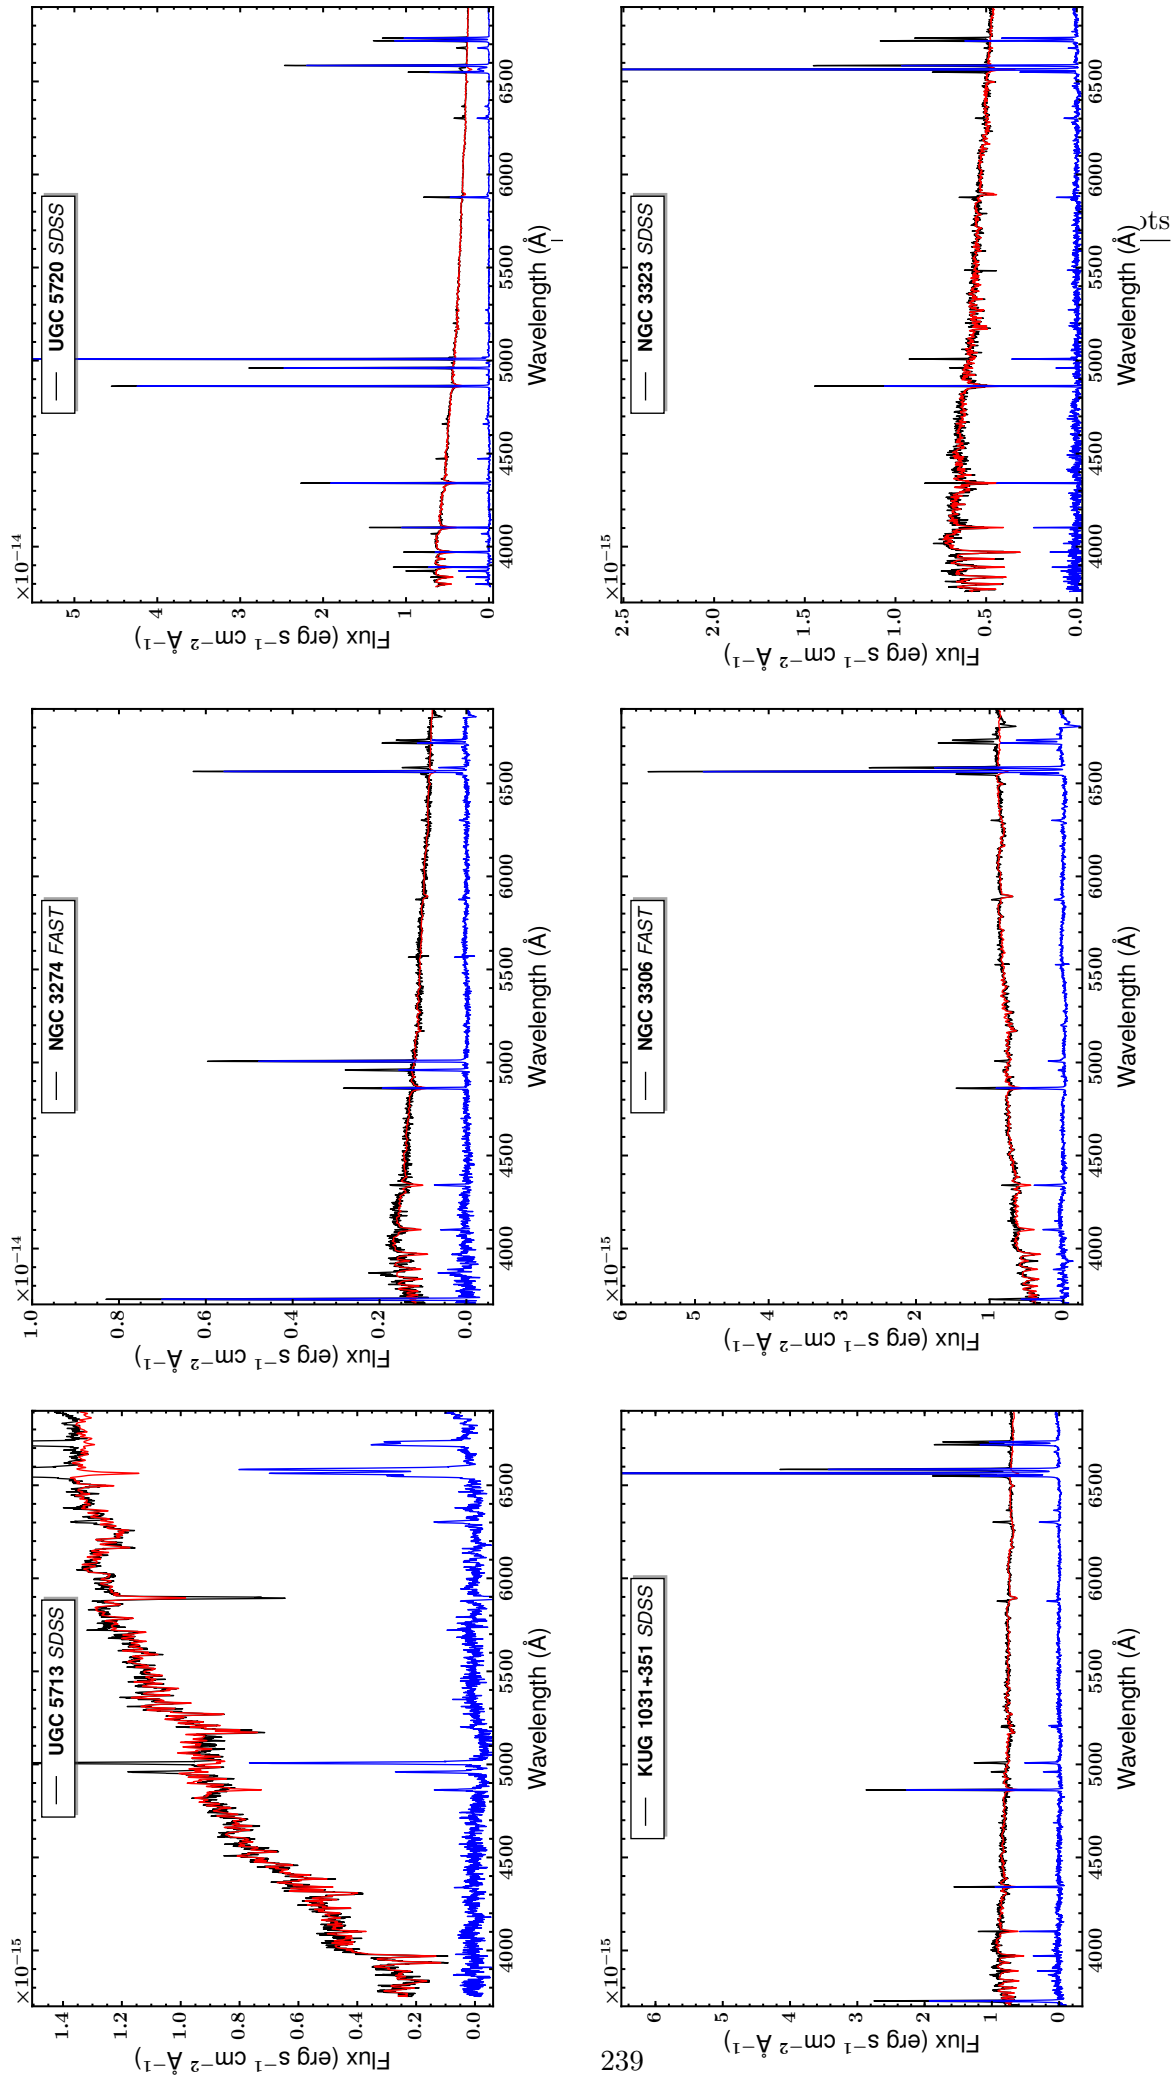 ×10⁻¹⁵
UGC 5713 SDSS
1.4
1.2
1.0
0.8
0.6
0.4
0.2
0.0
Flux (erg s⁻¹ cm⁻² Å⁻¹)
4000 4500 5000 5500 6000 6500
Wavelength (Å)
×10⁻¹⁴
NGC 3274 FAST
1.0
0.8
0.6
0.4
0.2
0.0
Flux (erg s⁻¹ cm⁻² Å⁻¹)
4000 4500 5000 5500 6000 6500
Wavelength (Å)
×10⁻¹⁴
UGC 5720 SDSS
5
4
3
2
1
0
Flux (erg s⁻¹ cm⁻² Å⁻¹)
4000 4500 5000 5500 6000 6500
Wavelength (Å)
KUG 1031+351 SDSS
6
5
4
3
2
1
0
Flux (erg s⁻¹ cm⁻² Å⁻¹)
4000 4500 5000 5500 6000 6500
Wavelength (Å)
×10⁻¹⁵
NGC 3306 FAST
6
5
4
3
2
1
0
Flux (erg s⁻¹ cm⁻² Å⁻¹)
4000 4500 5000 5500 6000 6500
Wavelength (Å)
×10⁻¹⁵
NGC 3323 SDSS
2.5
2.0
1.5
1.0
0.5
0.0
Flux (erg s⁻¹ cm⁻² Å⁻¹)
4000 4500 5000 5500 6000 6500
Wavelength (Å)
239